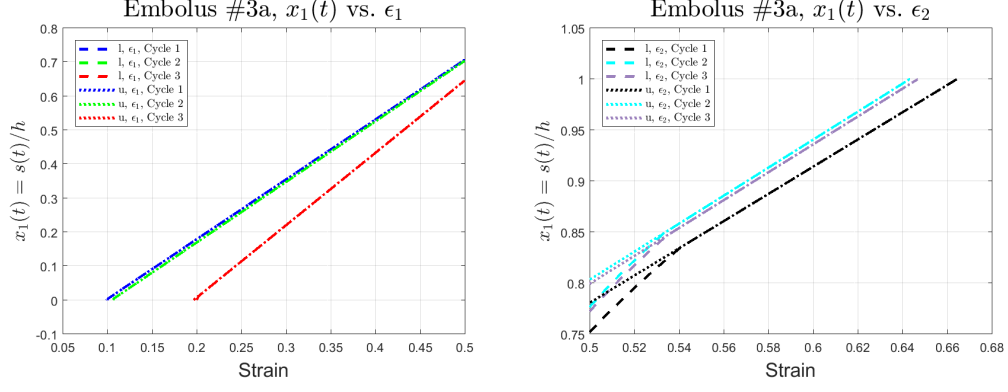 Embolus #3a, x₁(t) vs. ϵ₁
0.8
0.7
0.6
0.5
0.4
0.3
0.2
0.1
0
-0.1
x₁(t) = s(t)/h
l, ϵ₁, Cycle 1
l, ϵ₁, Cycle 2
l, ϵ₁, Cycle 3
u, ϵ₁, Cycle 1
u, ϵ₁, Cycle 2
u, ϵ₁, Cycle 3
0.05 0.1 0.15 0.2 0.25 0.3 0.35 0.4 0.45 0.5
Strain
Embolus #3a, x₁(t) vs. ϵ₂
1.05
1
0.95
0.9
0.85
0.8
0.75
x₁(t) = s(t)/h
l, ϵ₂, Cycle 1
l, ϵ₂, Cycle 2
l, ϵ₂, Cycle 3
u, ϵ₂, Cycle 1
u, ϵ₂, Cycle 2
u, ϵ₂, Cycle 3
0.5 0.52 0.54 0.56 0.58 0.6 0.62 0.64 0.66 0.68
Strain